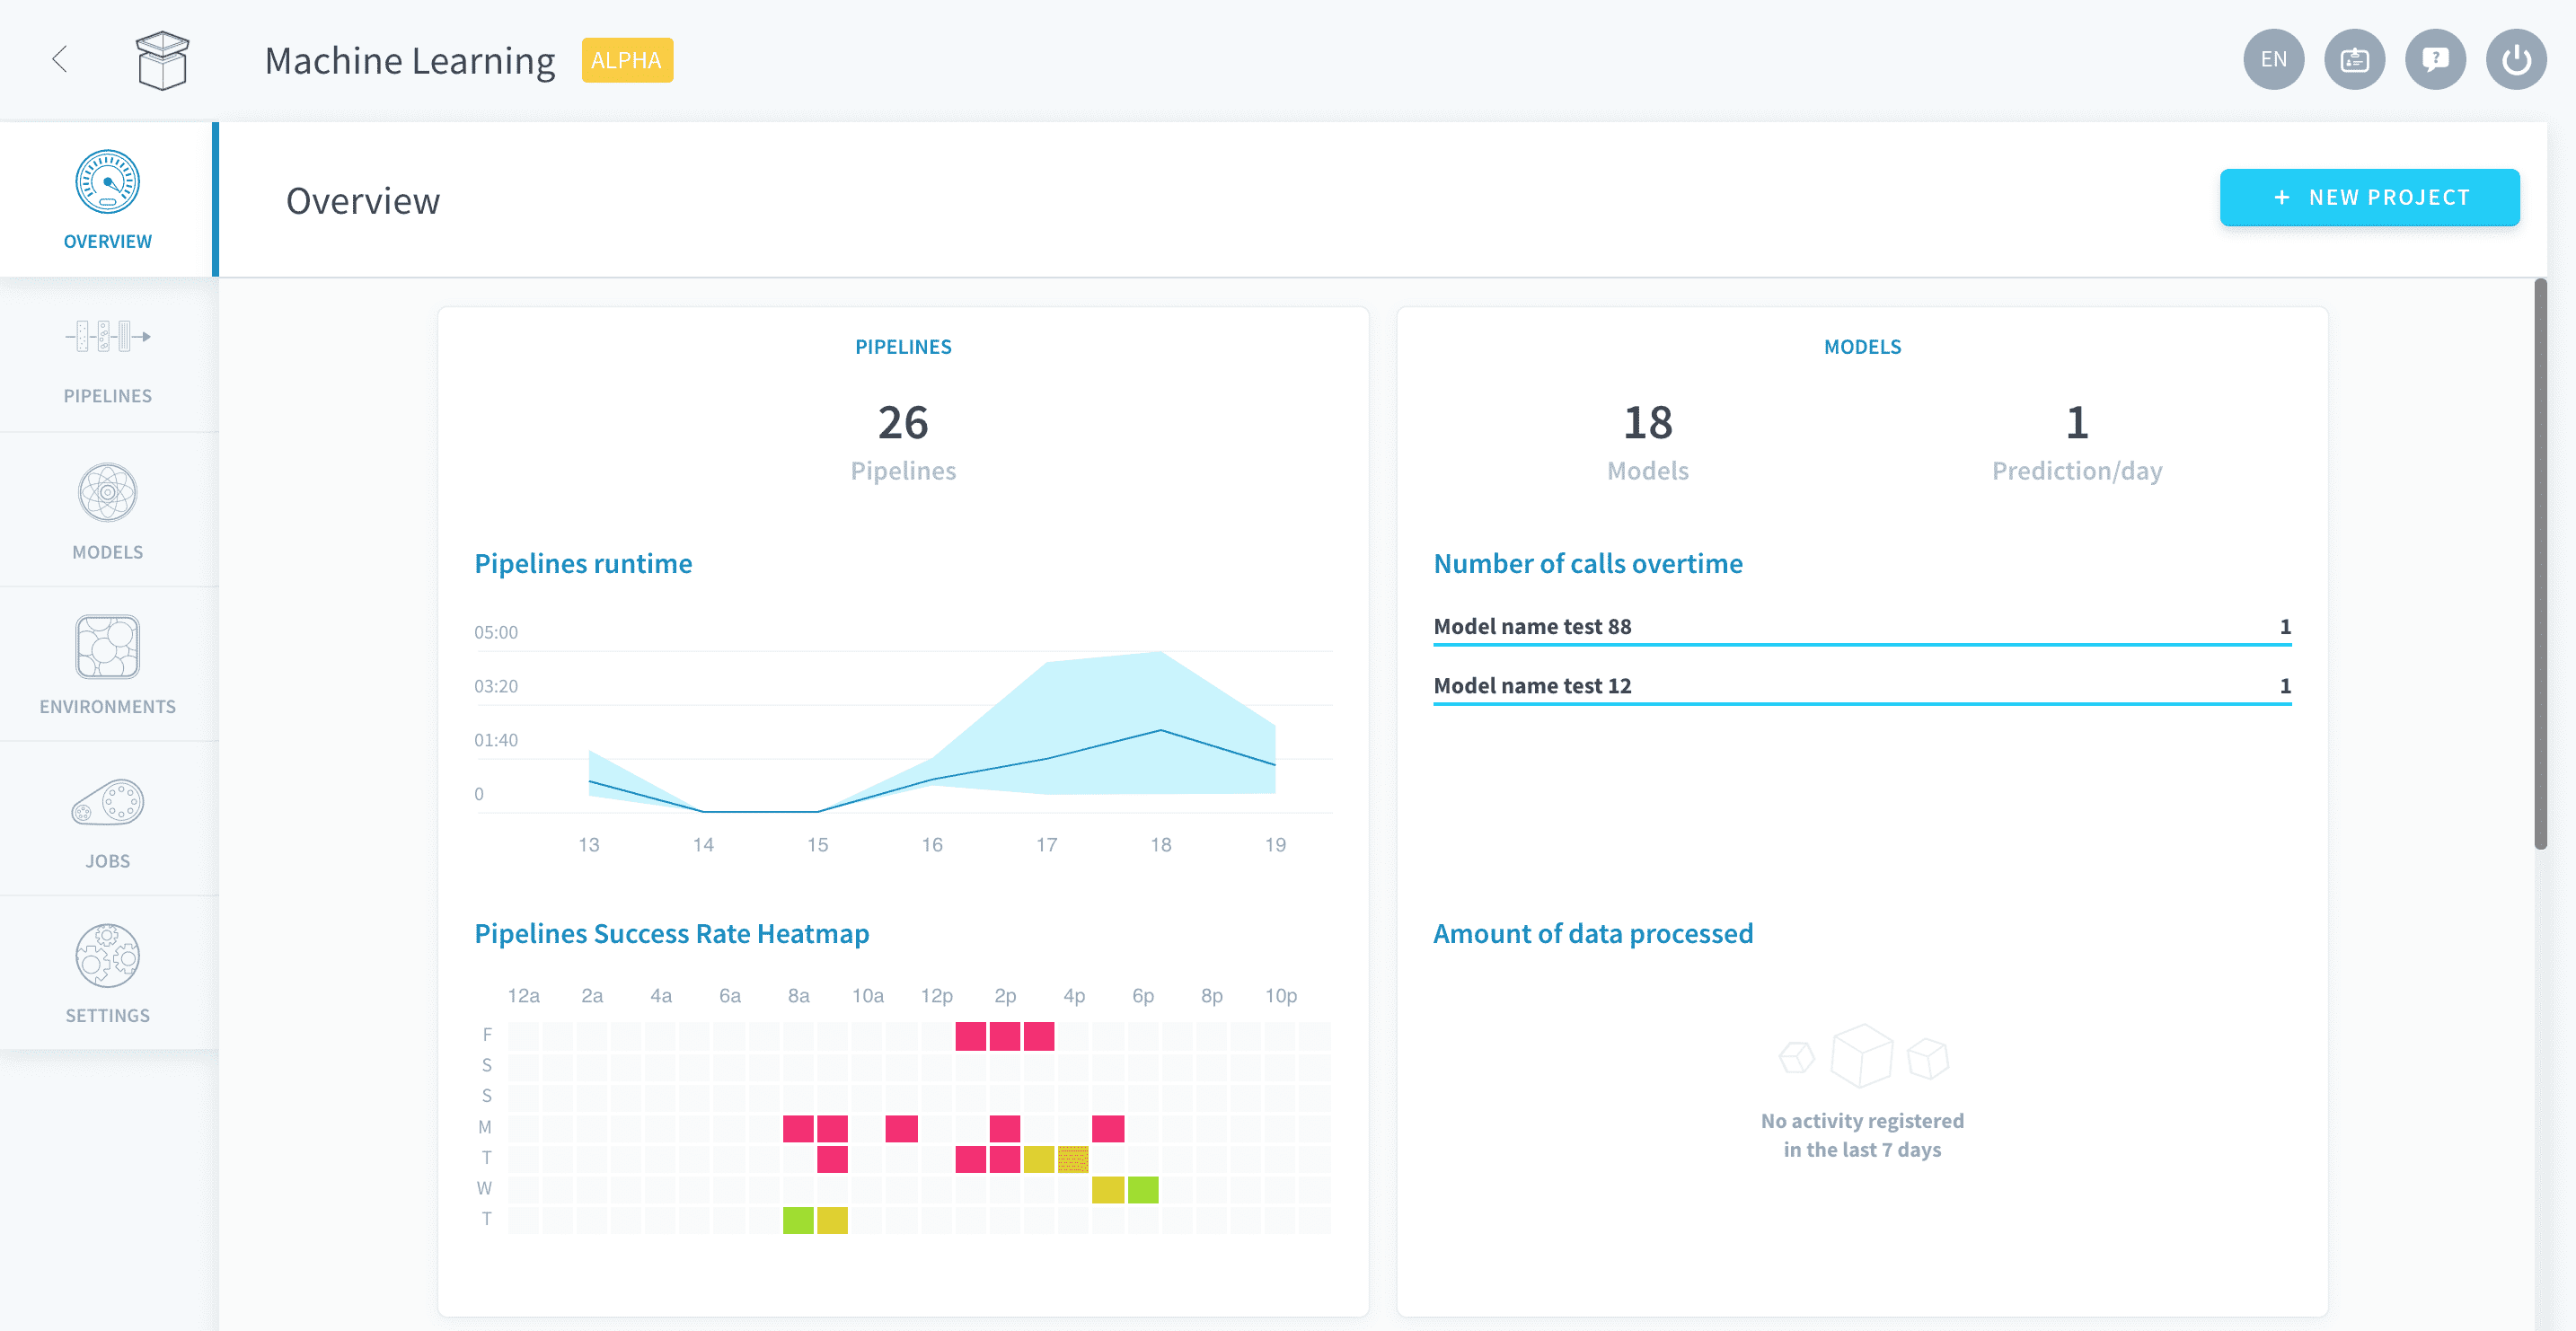 Machine Learning ALPHA
EN
OVERVIEW
PIPELINES
MODELS
ENVIRONMENTS
JOBS
SETTINGS
Overview
+ NEW PROJECT
PIPELINES
26
Pipelines
Pipelines runtime
05:00
03:20
01:40
0
13 14 15 16 17 18 19
Pipelines Success Rate Heatmap
12a 2a 4a 6a 8a 10a 12p 2p 4p 6p 8p 10p
F
S
S
M
T
W
T
MODELS
18 1
Models Prediction/day
Number of calls overtime
Model name test 88 1
Model name test 12 1
Amount of data processed
No activity registered
in the last 7 days